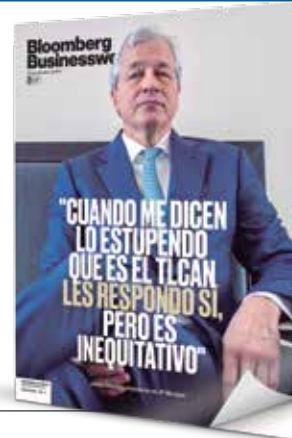 Bloomberg
Businesswe
"CUANDO ME DICEN
LO ESTUPENDO
QUE ES EL TLCAN,
LES RESPONDO SÍ,
PERO ES
INEQUITATIVO"